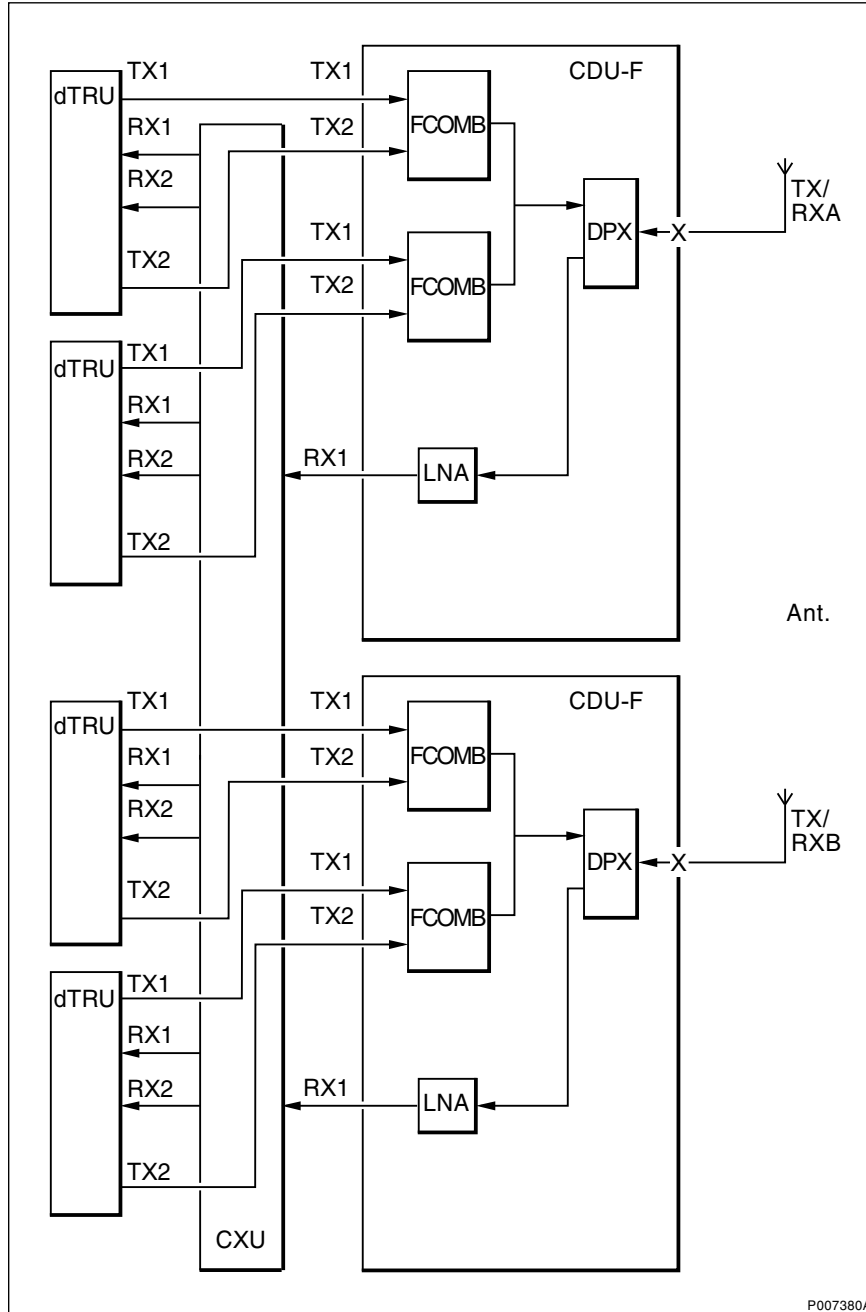 TX1
TX1
CDU-F
dTRU
RX1
TX2
FCOMB
RX2
TX/
RXA
TX2
TX1
DPX
X
TX2
FCOMB
dTRU
TX1
RX1
RX2
RX1
LNA
TX2
Ant.
TX1
TX1
CDU-F
dTRU
RX1
TX2
FCOMB
RX2
TX/
RXB
TX2
TX1
DPX
X
TX2
FCOMB
dTRU
TX1
RX1
RX2
RX1
LNA
TX2
CXU
P007380A